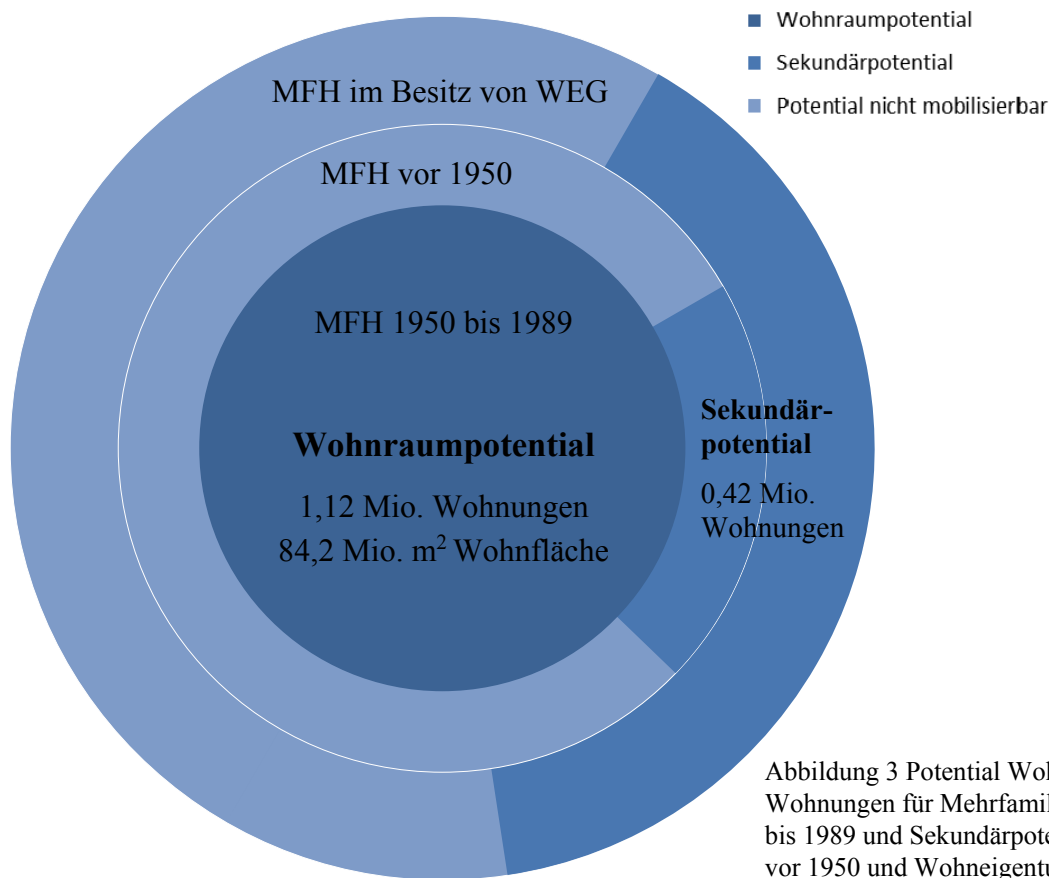 Wohnraumpotential
Sekundärpotential
Potential nicht mobilisierbar
MFH im Besitz von WEG
MFH vor 1950
MFH 1950 bis 1989
Wohnraumpotential
1,12 Mio. Wohnungen
84,2 Mio. m² Wohnfläche
Sekundär-
potential
0,42 Mio.
Wohnungen
Abbildung 3 Potential
Wohnungen für
bis 1989 und
vor 1950 und